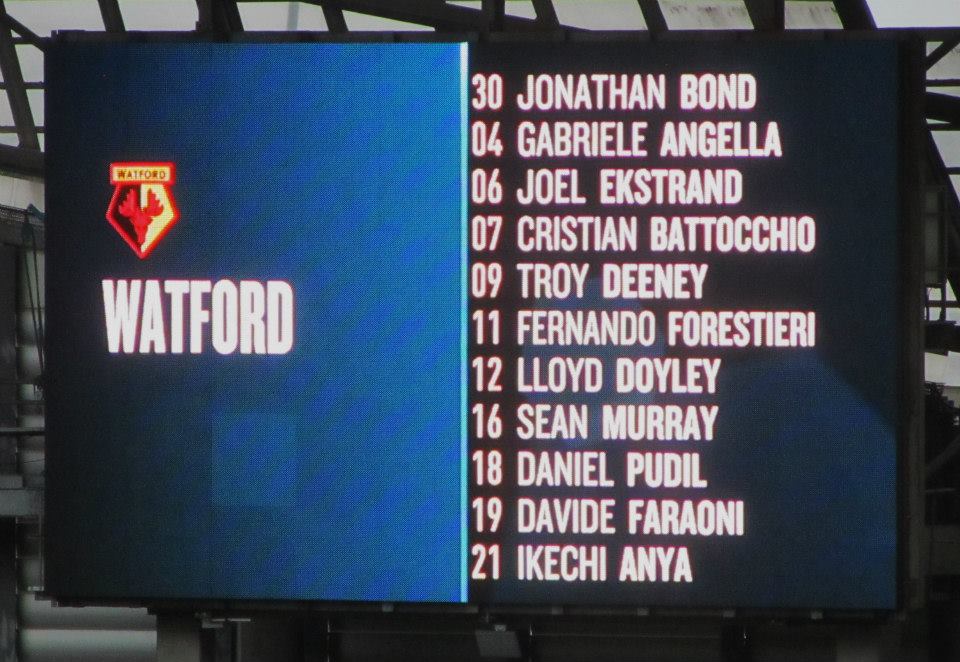 WATFORD
WATFORD
30 JONATHAN BOND
04 GABRIELE ANGELLA
06 JOEL EKSTRAND
07 CRISTIAN BATTOCCHIO
09 TROY DEENEY
11 FERNANDO FORESTIERI
12 LLOYD DOYLEY
16 SEAN MURRAY
18 DANIEL PUDIL
19 DAVIDE FARAONI
21 IKECHI ANYA